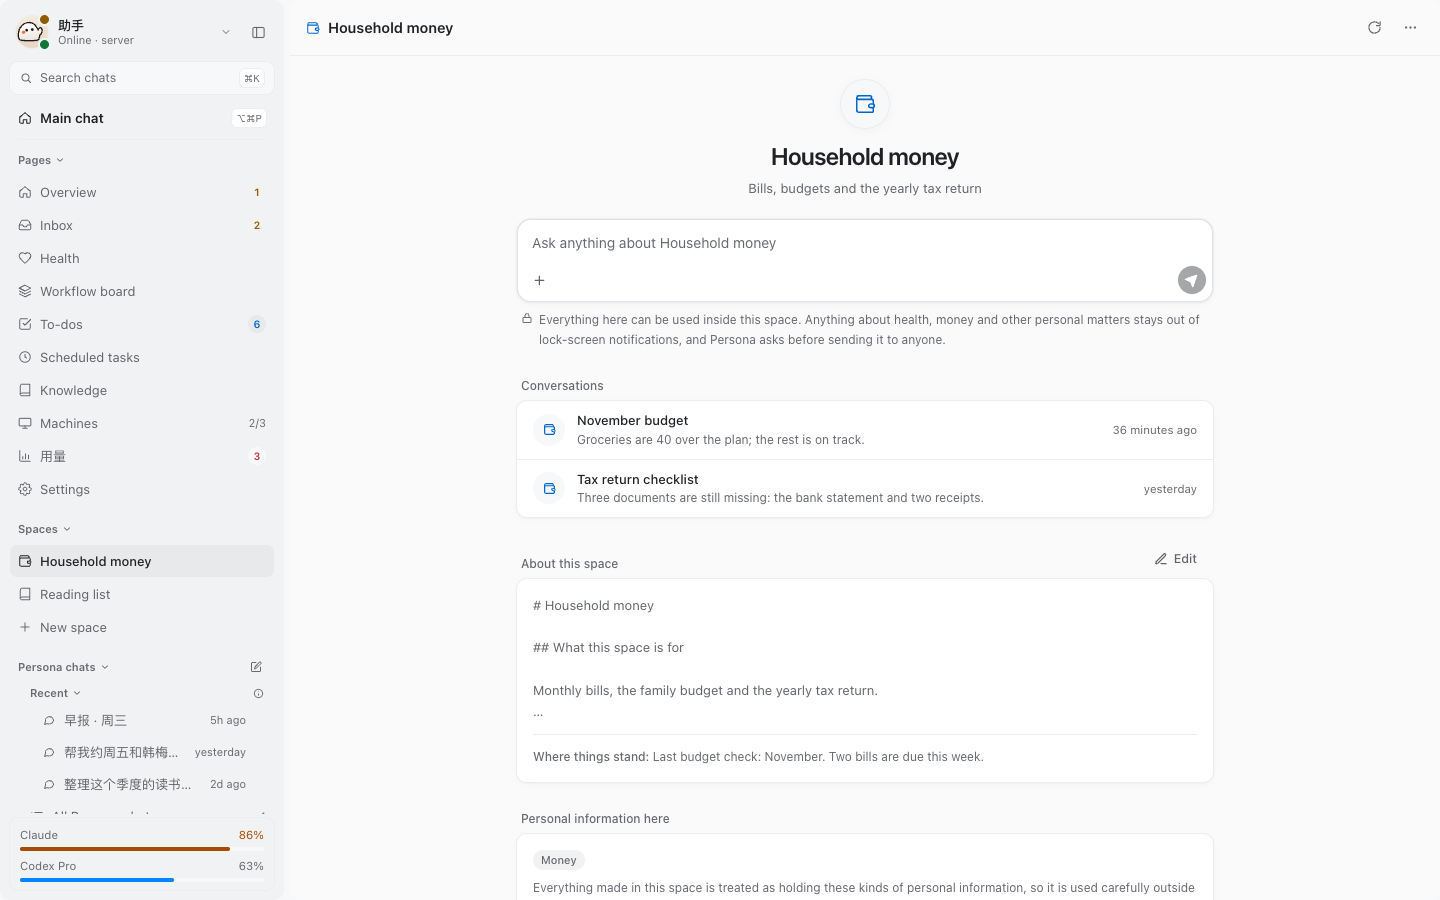 助手
Online · server
Search chats
⌘K
Main chat
⌥⌘P
Pages
Overview
1
Inbox
2
Health
Workflow board
To-dos
6
Scheduled tasks
Knowledge
Machines
2/3
用量
3
Settings
Spaces
Household money
Reading list
New space
Persona chats
Recent
早报 · 周三
5h ago
帮我约周五和韩梅...
yesterday
整理这个季度的读书...
2d ago
Claude
86%
Codex Pro
63%
Household money
Household money
Bills, budgets and the yearly tax return
Ask anything about Household money
Everything here can be used inside this space. Anything about health, money and other personal matters stays out of
lock-screen notifications, and Persona asks before sending it to anyone.
Conversations
November budget
Groceries are 40 over the plan; the rest is on track.
36 minutes ago
Tax return checklist
Three documents are still missing: the bank statement and two receipts.
yesterday
About this space
Edit
# Household money
## What this space is for
Monthly bills, the family budget and the yearly tax return.
...
Where things stand: Last budget check: November. Two bills are due this week.
Personal information here
Money
Everything made in this space is treated as holding these kinds of personal information, so it is used carefully outside